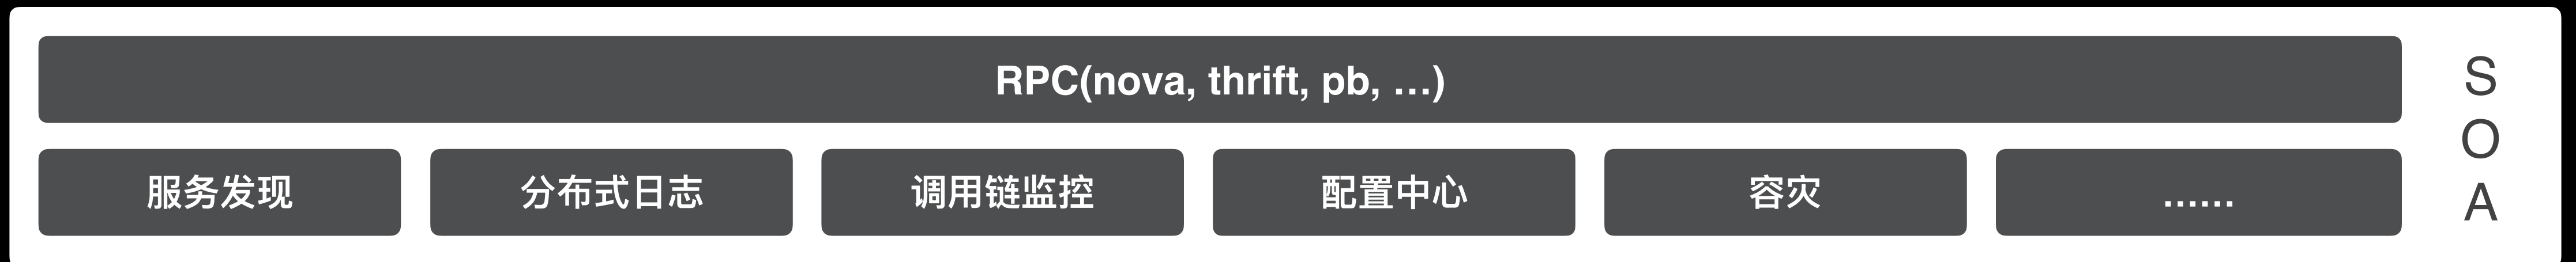 RPC(nova, thrift, pb, …)
服务发现
分布式日志
调用链监控
配置中心
容灾
……
S
O
A